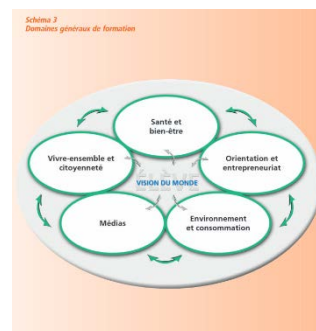 Schéma 3
Domaines généraux de formation
Santé et
bien-être
Vivre-ensemble et
citoyenneté
Orientation et
entrepreneuriat
ÉLÈVE
VISION DU MONDE
Médias
Environnement
et consommation